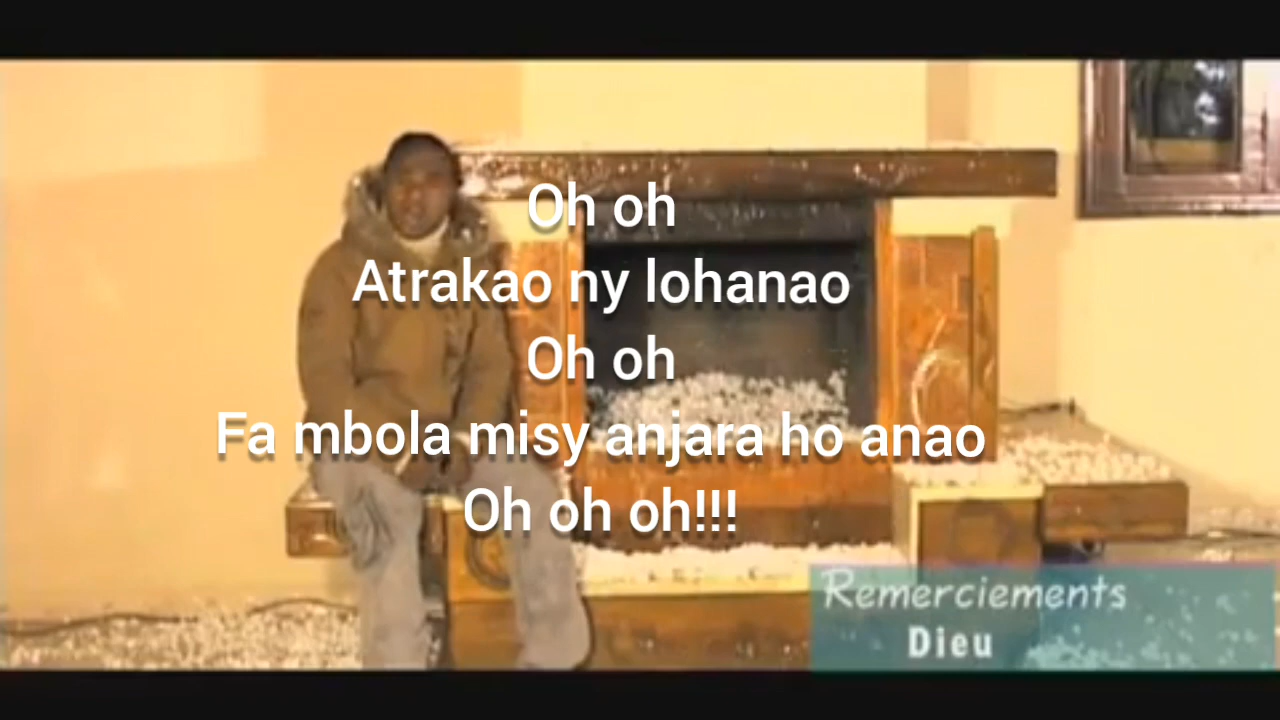 Oh oh
Atrakao ny lohanao
Oh oh
Fa mbola misy anjara ho anao
Oh oh oh!!!
Remerciements
Dieu